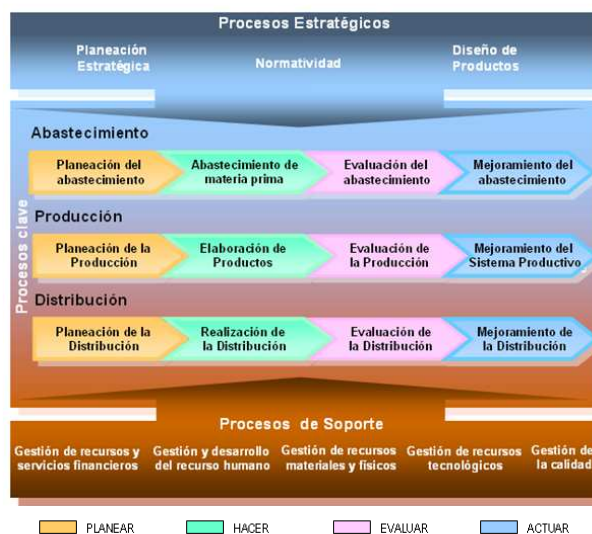 Procesos Estratégicos
Planeación
Estratégica
Normatividad
Diseño de
Productos
Procesos clave
Abastecimiento
Planeación del
abastecimiento
Abastecimiento de
materia prima
Evaluación del
abastecimiento
Mejoramiento del
abastecimiento
Producción
Planeación de la
Producción
Elaboración de
Productos
Evaluación de
la Producción
Mejoramiento del
Sistema Productivo
Distribución
Planeación de la
Distribución
Realización de
la Distribución
Evaluación de
la Distribución
Mejoramiento de
la Distribución
Procesos de Soporte
Gestión de recursos y
servicios financieros
Gestión y desarrollo
del recurso humano
Gestión de recursos
materiales y físicos
Gestión de recursos
tecnológicos
Gestión de
la calidad
PLANEAR
HACER
EVALUAR
ACTUAR